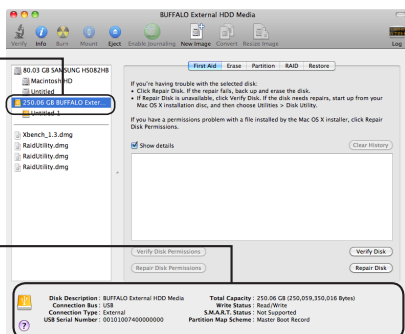 BUFFALO External HDD Media
Verify Info Burn Mount Eject Enable Journaling New Image Convert Resize Image Log
80.03 GB SAMSUNG HS082HB
Macintosh HD
Untitled
250.06 GB BUFFALO Exter...
Untitled 1
Xbench_1.3.dmg
RaidUtility.dmg
RaidUtility.dmg
RaidUtility.dmg
First Aid Erase Partition RAID Restore
If you're having trouble with the selected disk:
• Click Repair Disk. If the repair fails, back up and erase the disk.
• If Repair Disk is unavailable, click Verify Disk. If the disk needs repairs, start up from your
Mac OS X installation disc, and then choose Utilities > Disk Utility.
If you have a permissions problem with a file installed by the Mac OS X installer, click Repair
Disk Permissions.
Show details Clear History
Verify Disk Permissions Verify Disk
Repair Disk Permissions Repair Disk
Disk Description : BUFFALO External HDD Media Total Capacity : 250.06 GB (250,059,350,016 Bytes)
Connection Bus : USB Write Status : Read/Write
Connection Type : External S.M.A.R.T. Status : Not Supported
USB Serial Number : 00101007400000000 Partition Map Scheme : Master Boot Record
?